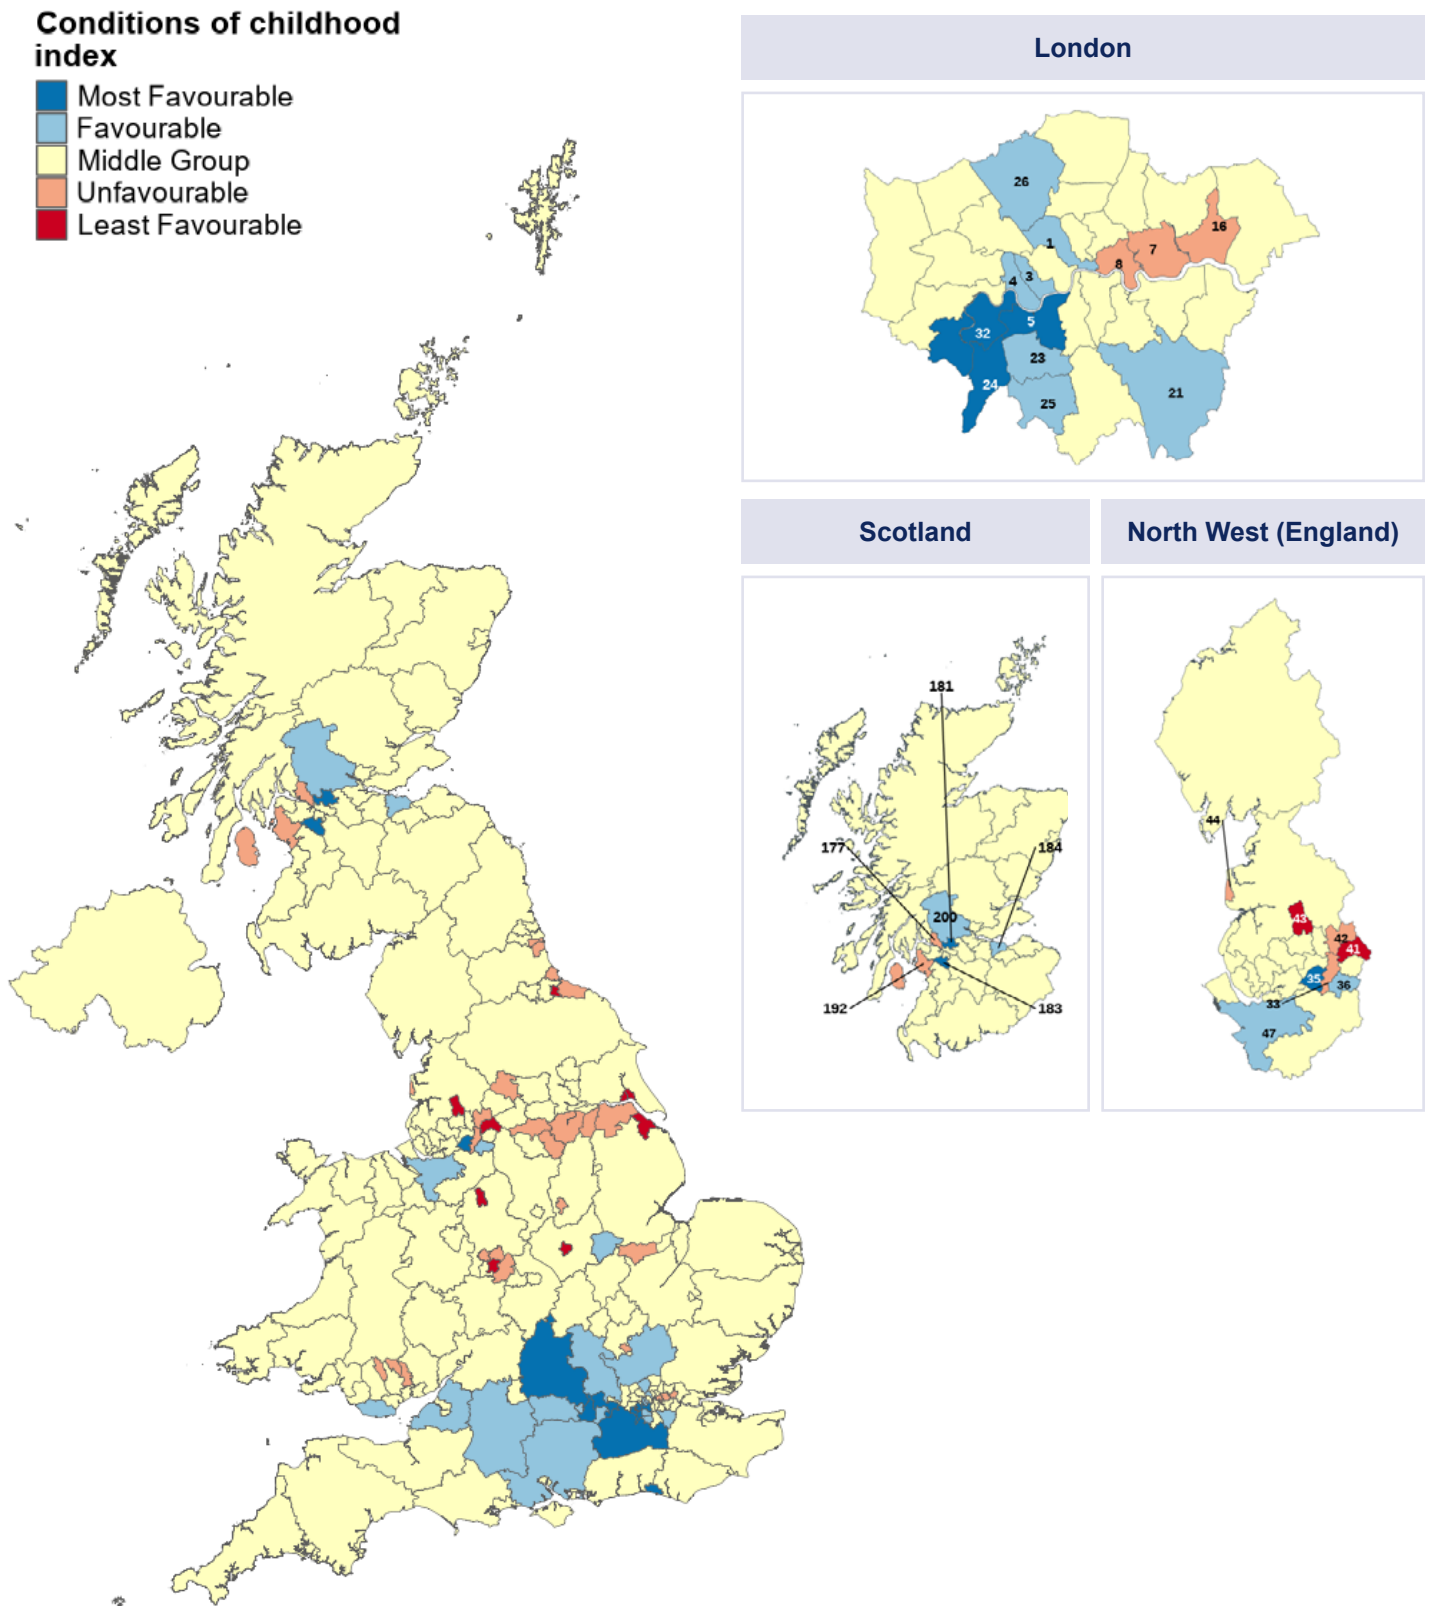 Conditions of childhood
index
Most Favourable
Favourable
Middle Group
Unfavourable
Least Favourable
London
26
1
16
7
8
3
4
5
32
23
24
25
21
Scotland
181
177
184
200
192
183
North West (England)
44
43
42
41
35
36
33
47